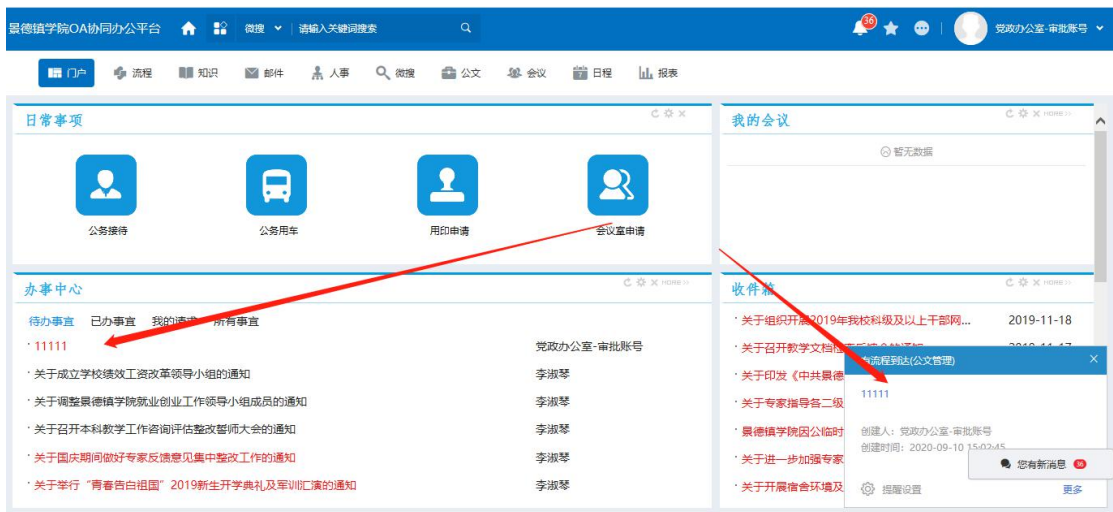 景德镇学院OA协同办公平台 微搜 请输入关键词搜索 36 党政办公室-审批账号
门户 流程 知识 邮件 人事 微搜 公文 会议 日程 报表
日常事项
公务接待 公务用车 用印申请 会议室申请
我的会议 MORE>>
暂无数据
办事中心 MORE>>
待办事宜 已办事宜 我的请求 所有事宜
11111 党政办公室-审批账号
关于成立学校绩效工资改革领导小组的通知 李淑琴
关于调整景德镇学院就业创业工作领导小组成员的通知 李淑琴
关于召开本科教学工作咨询评估整改誓师大会的通知 李淑琴
关于国庆期间做好专家反馈意见集中整改工作的通知 李淑琴
关于举行“青春告白祖国”2019新生开学典礼及军训汇演的通知 李淑琴
收件箱 MORE>>
关于组织开展2019年我校科级及以上干部网... 2019-11-18
关于召开教学文档检
关于印发《中共景德
关于专家指导各二级
景德镇学院因公临时
关于进一步加强专家
关于开展宿舍环境及
有流程到达(公文管理)
11111
创建人：党政办公室-审批账号
创建时间：2020-09-10 15:02:45
您有新消息 36
提醒设置 更多